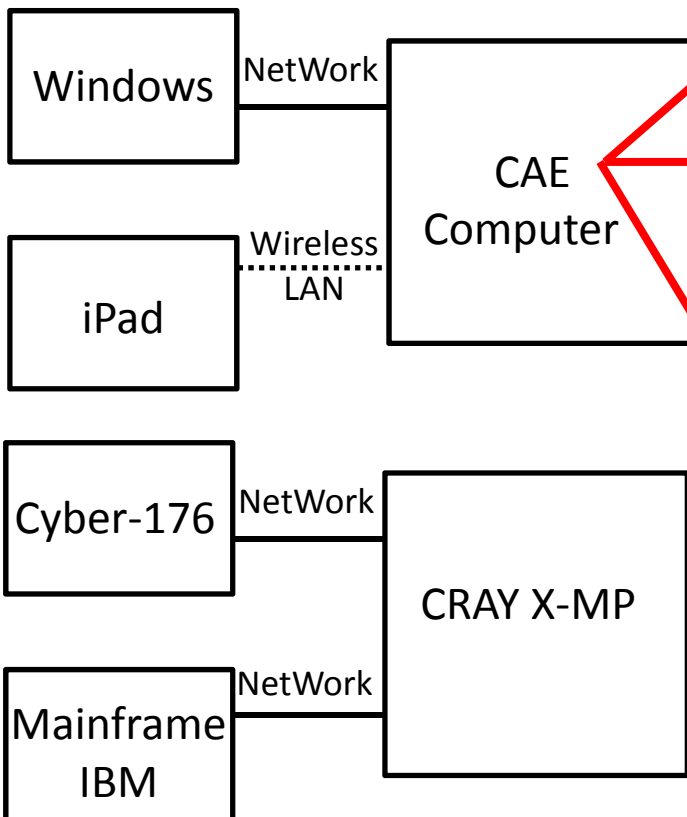 Windows
NetWork
CAE
Computer
iPad
Wireless
LAN
Cyber-176
NetWork
CRAY X-MP
Mainframe
IBM
NetWork